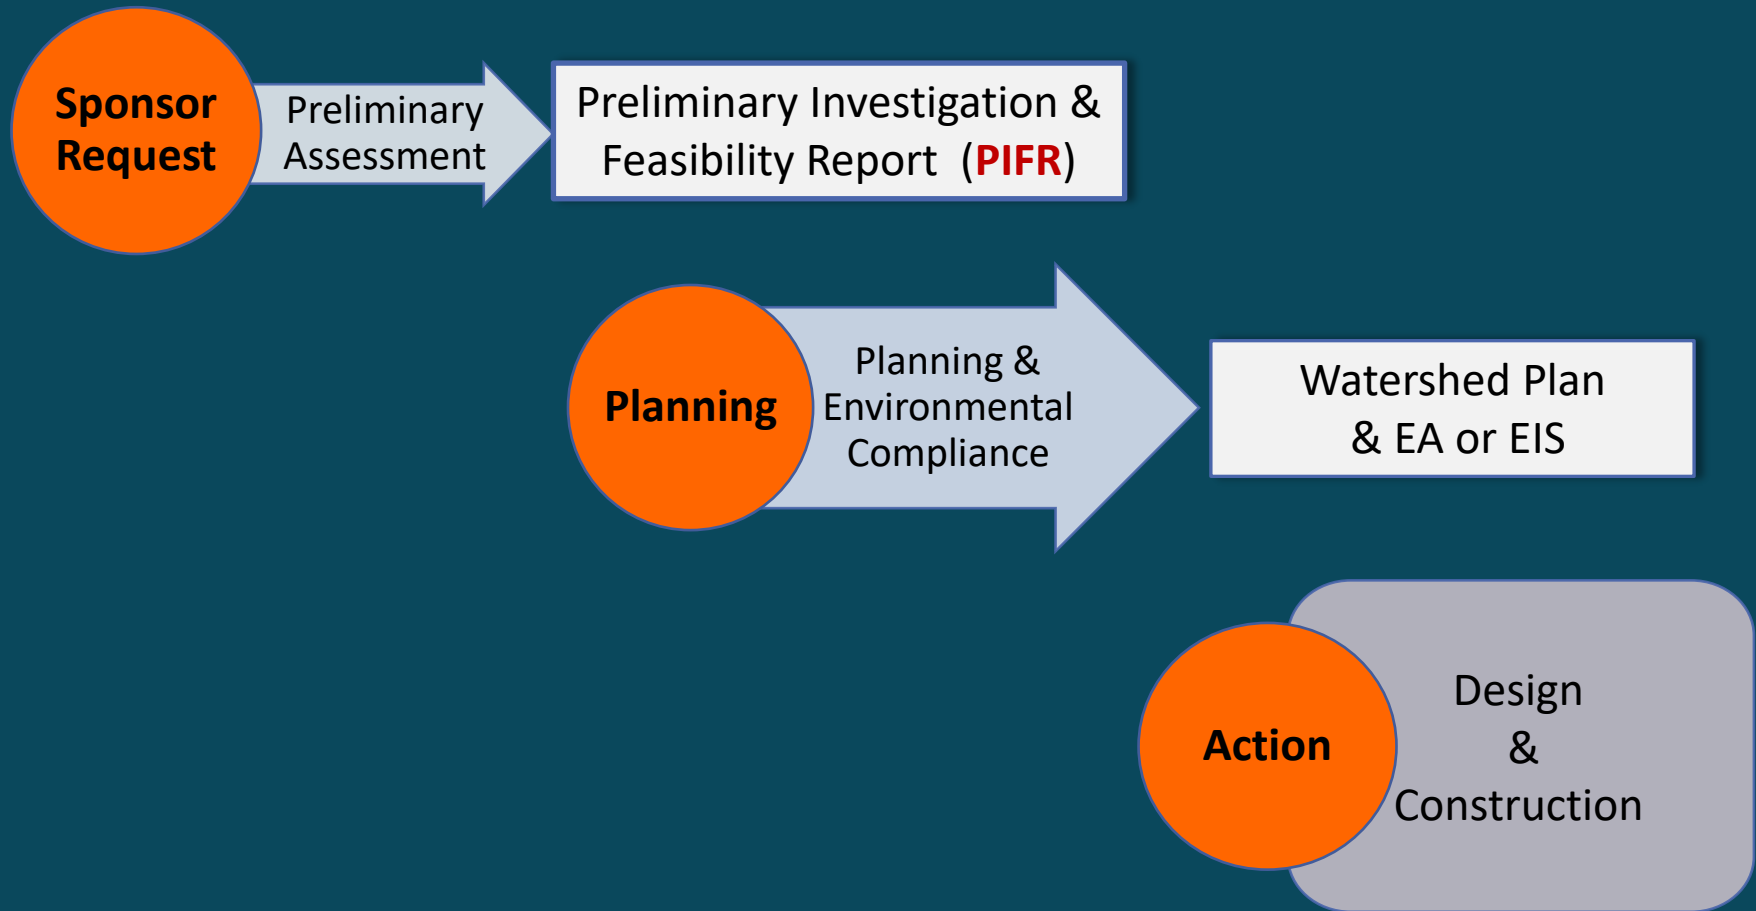 Sponsor
Request
Preliminary
Assessment
Preliminary Investigation &
Feasibility Report (PIFR)
Planning
Planning &
Environmental
Compliance
Watershed Plan
& EA or EIS
Action
Design
&
Construction